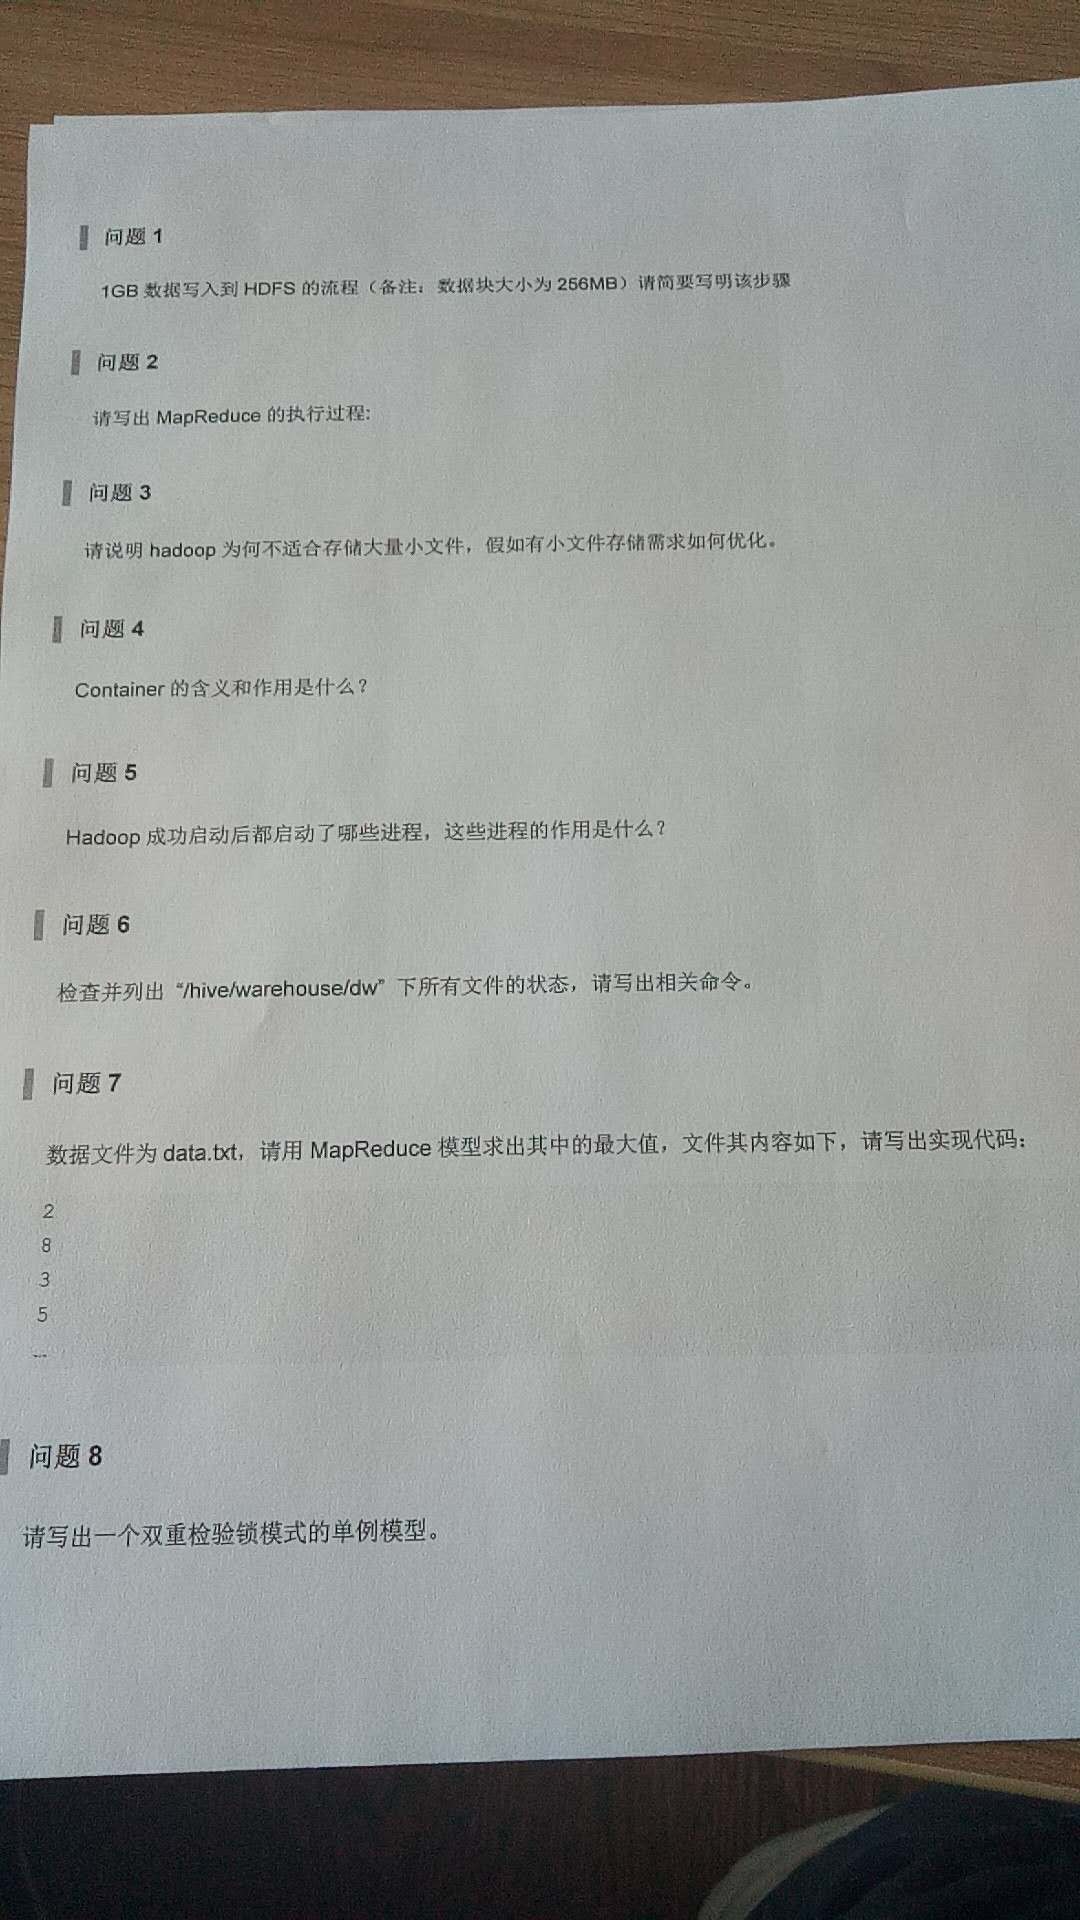 问题 1
1GB 数据写入到 HDFS 的流程（备注：数据块大小为 256MB）请简要写明该步骤
问题 2
请写出 MapReduce 的执行过程:
问题 3
请说明 hadoop 为何不适合存储大量小文件，假如有小文件存储需求如何优化。
问题 4
Container 的含义和作用是什么？
问题 5
Hadoop 成功启动后都启动了哪些进程，这些进程的作用是什么？
问题 6
检查并列出 “/hive/warehouse/dw” 下所有文件的状态，请写出相关命令。
问题 7
数据文件为 data.txt，请用 MapReduce 模型求出其中的最大值，文件其内容如下，请写出实现代码：
2
8
3
5
...
问题 8
请写出一个双重检验锁模式的单例模型。